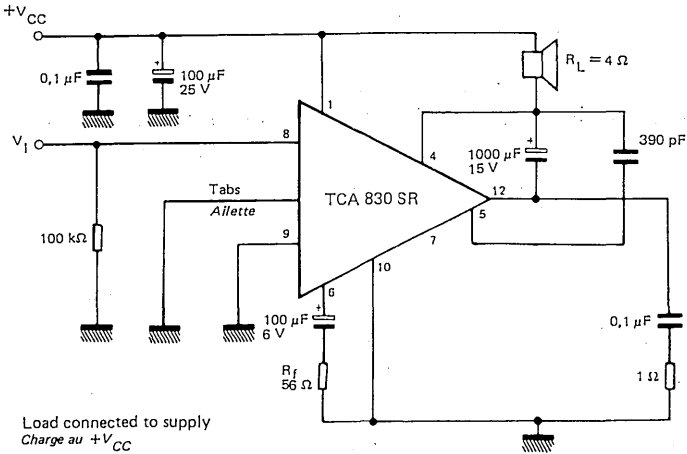 +VCC
0,1 µF
+
100 µF
25 V
RL = 4 Ω
1
VI
8
4
+
1000 µF
15 V
390 pF
Tabs
Ailette
TCA 830 SR
12
5
100 kΩ
9
7
10
6
+
100 µF
6 V
0,1 µF
Rf
56 Ω
1 Ω
Load connected to supply
Charge au +VCC